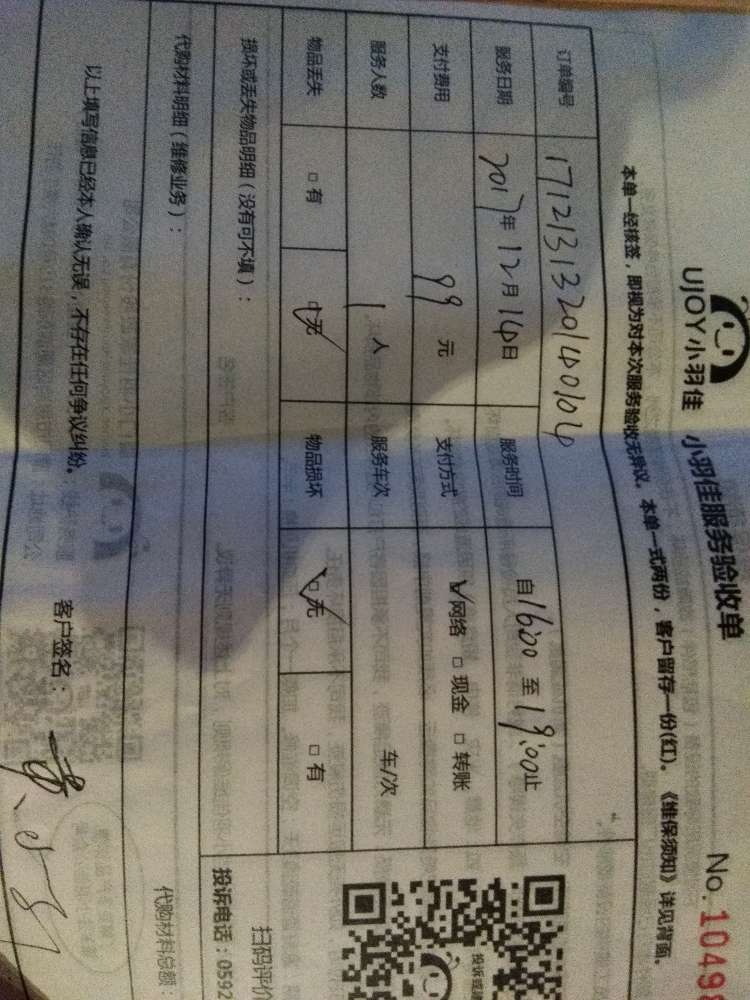 UJOY小羽佳 小羽佳服务验收单
No. 1049
本单一经核签，即视为对本次服务验收无异议。本单一式两份，客户留存一份(红)。《维保须知》详见背面。
订单编号 17121313201400104
服务日期 2017年12月14日 服务时间 自16:00至19:00止
支付费用 99元 支付方式 ☑网络 □现金 □转账
服务人数 1人 服务车次 车/次
物品丢失 □有 ☑无 物品损坏 ☑无 □有
损坏或丢失物品明细（没有可不填）：
扫码评价
投诉电话：0592
代购材料明细（维修业务）：
代购材料总额：
以上填写信息已经本人确认无误，不存在任何争议纠纷。 客户签名：